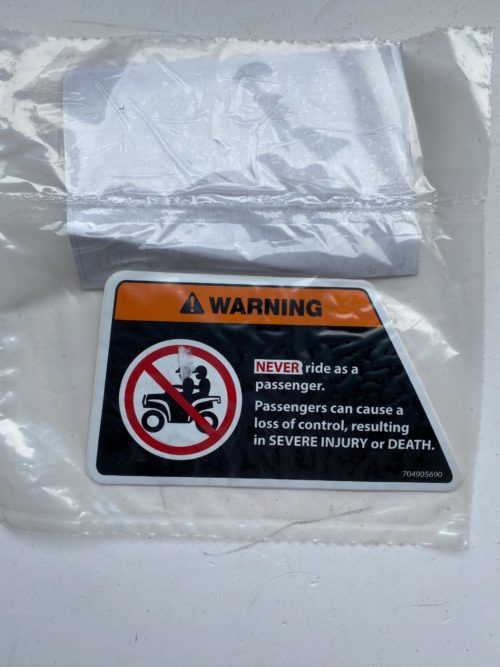 WARNING
NEVER ride as a
passenger.
Passengers can cause a
loss of control, resulting
in SEVERE INJURY or DEATH.
704905690